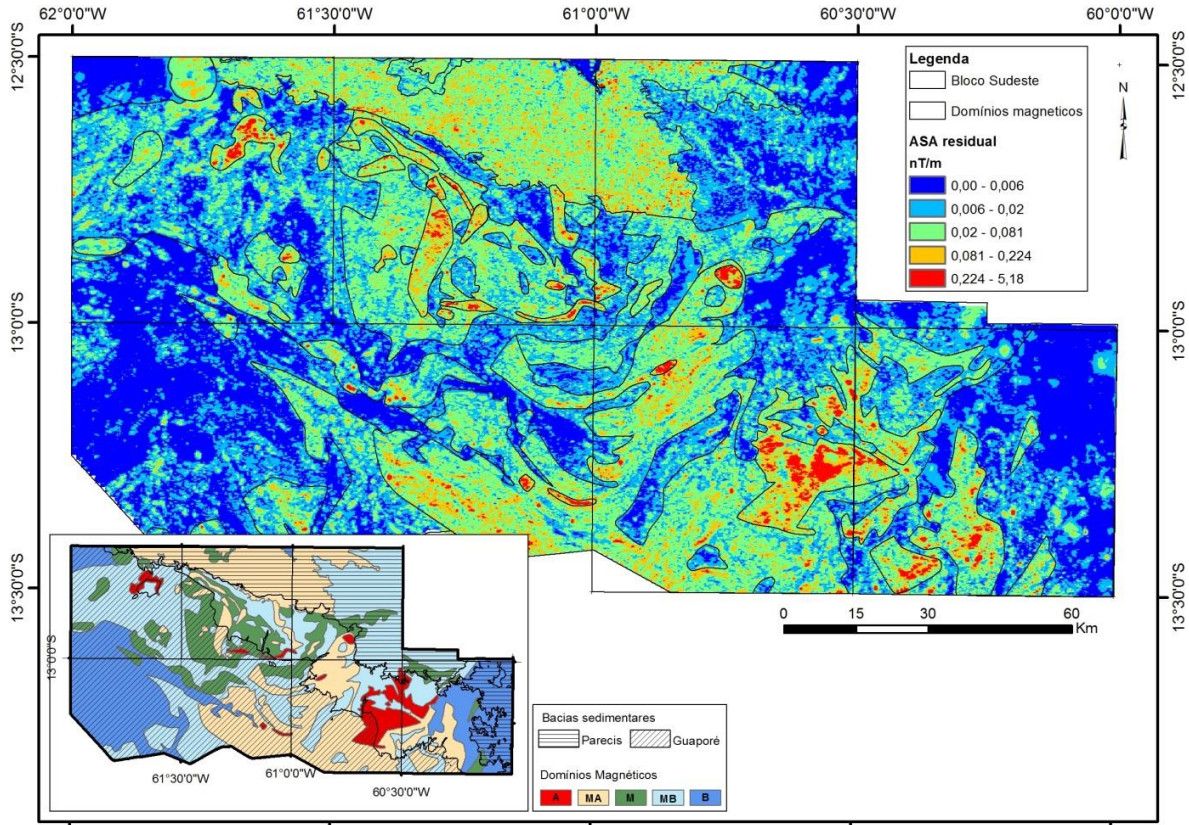 62°0'0"W
61°30'0"W
61°0'0"W
60°30'0"W
60°0'0"W
12°30'0"S
12°30'0"S
Legenda
Bloco Sudeste
Domínios magneticos
ASA residual
nT/m
0,00 - 0,006
0,006 - 0,02
0,02 - 0,081
0,081 - 0,224
0,224 - 5,18
N
13°0'0"S
13°0'0"S
13°30'0"S
13°30'0"S
0 15 30 60
Km
13°0'0"S
61°30'0"W
61°0'0"W
60°30'0"W
Bacias sedimentares
Parecis
Guaporé
Domínios Magnéticos
A
MA
M
MB
B